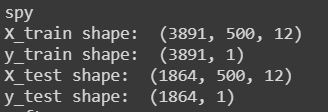 spy
X_train shape:  (3891, 500, 12)
y_train shape:  (3891, 1)
X_test shape:  (1864, 500, 12)
y_test shape:  (1864, 1)